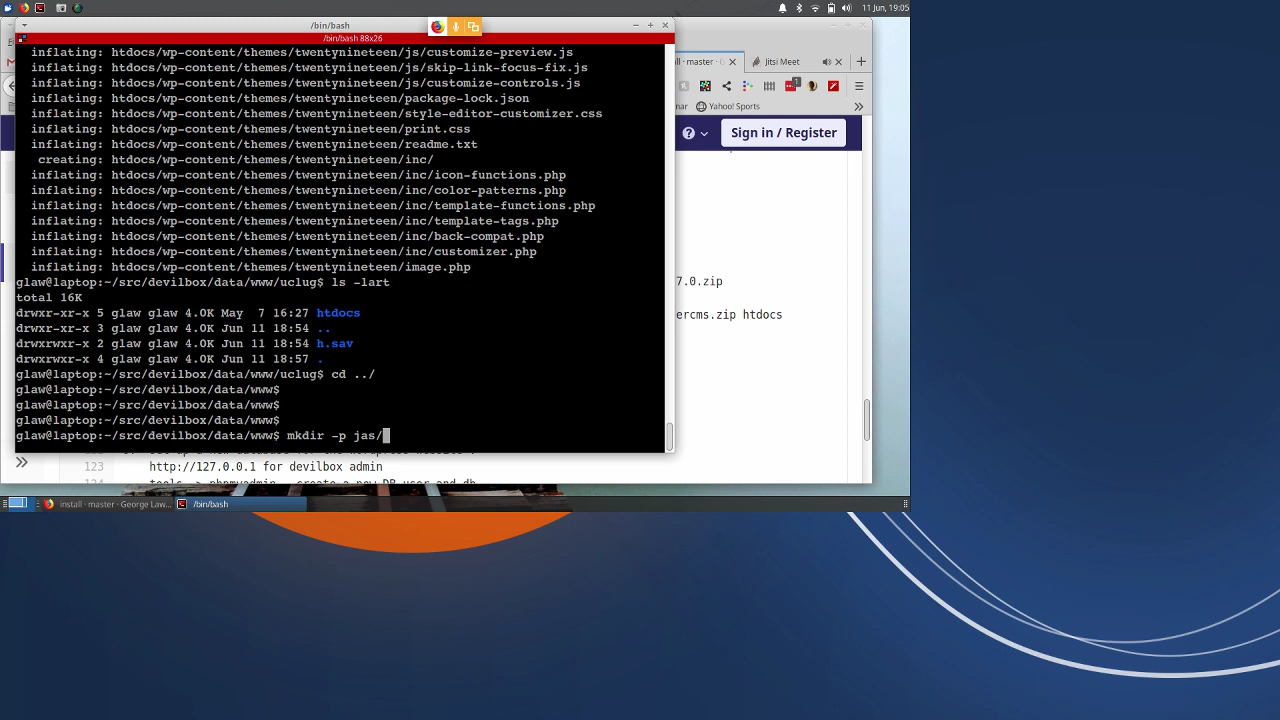 11 Jun, 19:05
/bin/bash
/bin/bash 88x26
inflating: htdocs/wp-content/themes/twentynineteen/js/customize-preview.js
inflating: htdocs/wp-content/themes/twentynineteen/js/skip-link-focus-fix.js
inflating: htdocs/wp-content/themes/twentynineteen/js/customize-controls.js
inflating: htdocs/wp-content/themes/twentynineteen/package-lock.json
inflating: htdocs/wp-content/themes/twentynineteen/style-editor-customizer.css
inflating: htdocs/wp-content/themes/twentynineteen/print.css
inflating: htdocs/wp-content/themes/twentynineteen/readme.txt
creating: htdocs/wp-content/themes/twentynineteen/inc/
inflating: htdocs/wp-content/themes/twentynineteen/inc/icon-functions.php
inflating: htdocs/wp-content/themes/twentynineteen/inc/color-patterns.php
inflating: htdocs/wp-content/themes/twentynineteen/inc/template-functions.php
inflating: htdocs/wp-content/themes/twentynineteen/inc/template-tags.php
inflating: htdocs/wp-content/themes/twentynineteen/inc/back-compat.php
inflating: htdocs/wp-content/themes/twentynineteen/inc/customizer.php
inflating: htdocs/wp-content/themes/twentynineteen/image.php
glaw@laptop:~/src/devilbox/data/www/uclug$ ls -lart
total 16K
drwxr-xr-x 5 glaw glaw 4.0K May  7 16:27 htdocs
drwxr-xr-x 3 glaw glaw 4.0K Jun 11 18:54 ..
drwxrwxr-x 2 glaw glaw 4.0K Jun 11 18:54 h.sav
drwxrwxr-x 4 glaw glaw 4.0K Jun 11 18:57 .
glaw@laptop:~/src/devilbox/data/www/uclug$ cd ../
glaw@laptop:~/src/devilbox/data/www$
glaw@laptop:~/src/devilbox/data/www$
glaw@laptop:~/src/devilbox/data/www$
glaw@laptop:~/src/devilbox/data/www$ mkdir -p jas/
ll · master ·
Jitsi Meet
1
nar
Yahoo! Sports
Sign in / Register
7.0.zip
ercms.zip htdocs
123 http://127.0.0.1 for devilbox admin
install · master · George Law...
/bin/bash